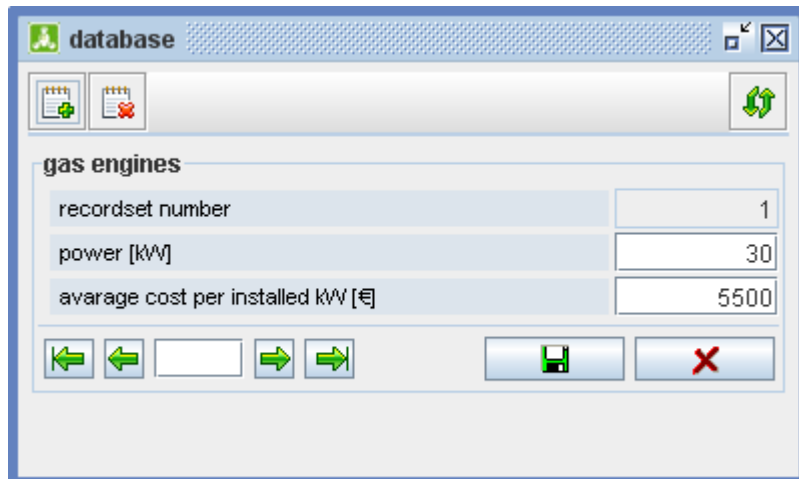 database
gas engines
recordset number 1
power [kW] 30
avarage cost per installed kW [€] 5500